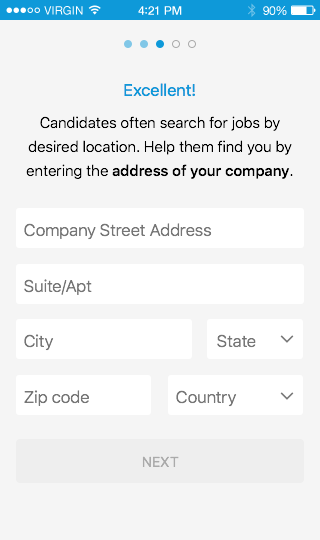 VIRGIN 4:21 PM 90%
Excellent!
Candidates often search for jobs by
desired location. Help them find you by
entering the address of your company.
Company Street Address
Suite/Apt
City State
Zip code Country
NEXT